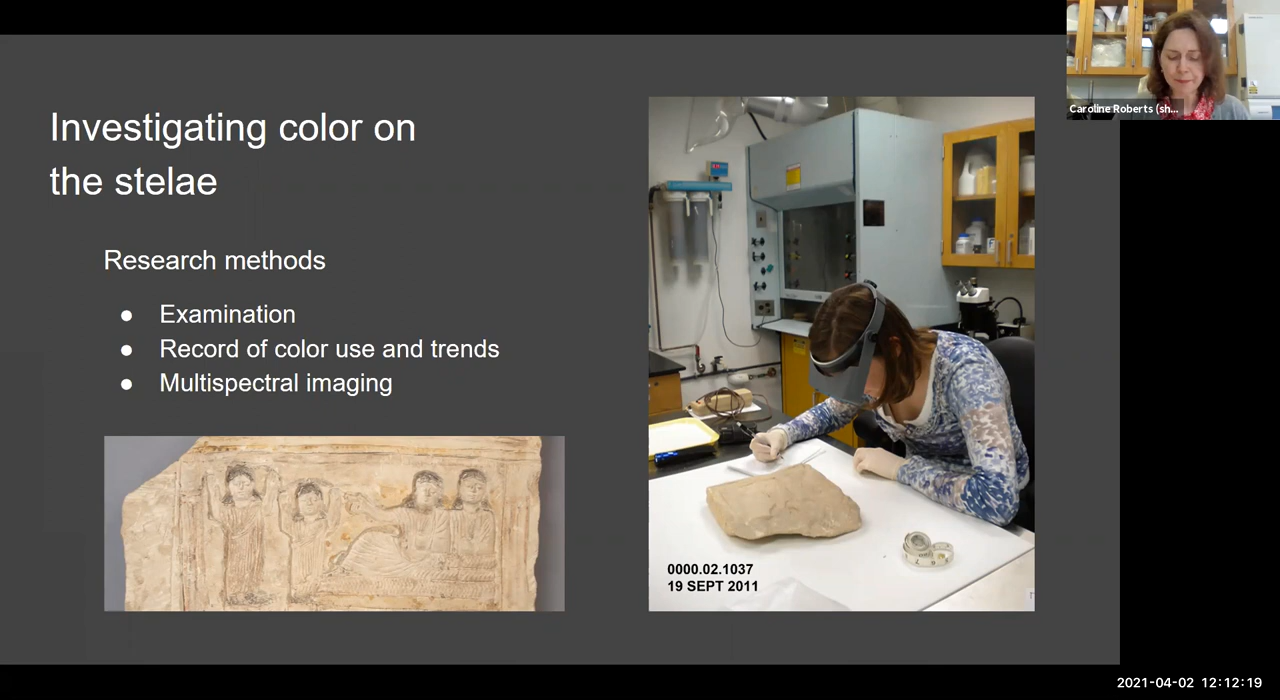 Investigating color on
the stelae
Research methods
● Examination
● Record of color use and trends
● Multispectral imaging
0000.02.1037
19 SEPT 2011
Caroline Roberts (sh...
2021-04-02 12:12:19